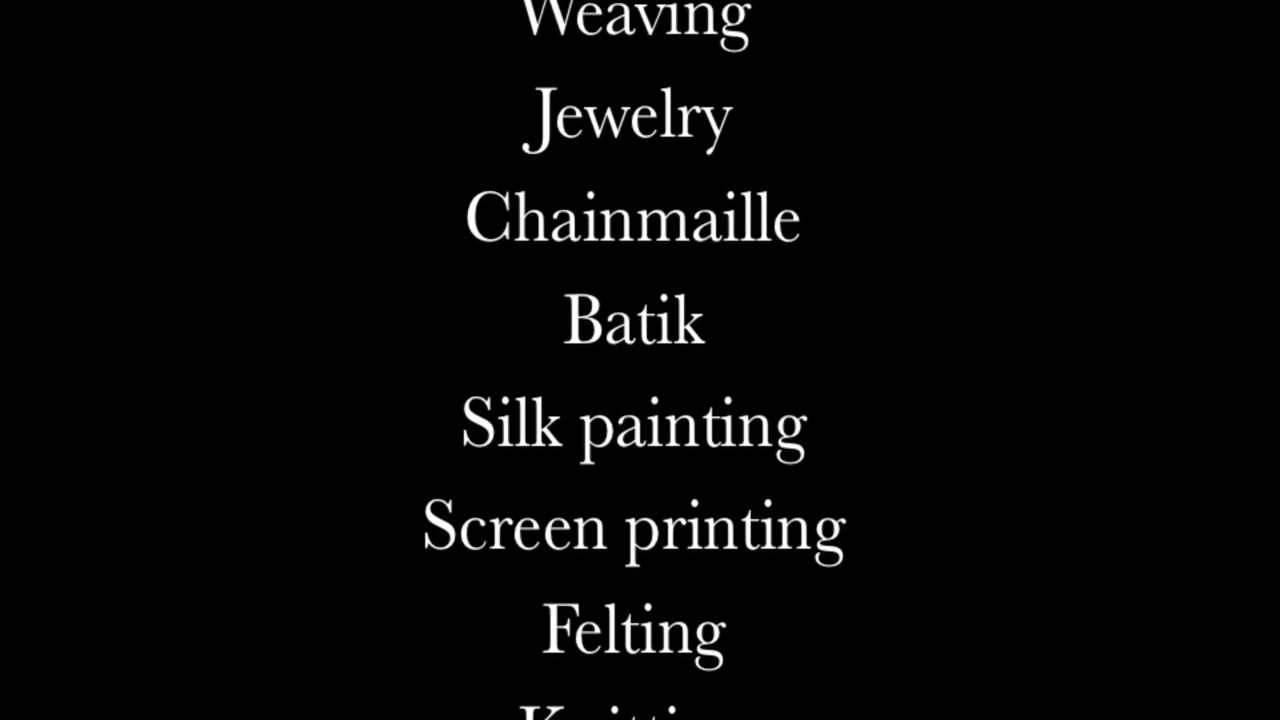 Weaving
Jewelry
Chainmaille
Batik
Silk painting
Screen printing
Felting